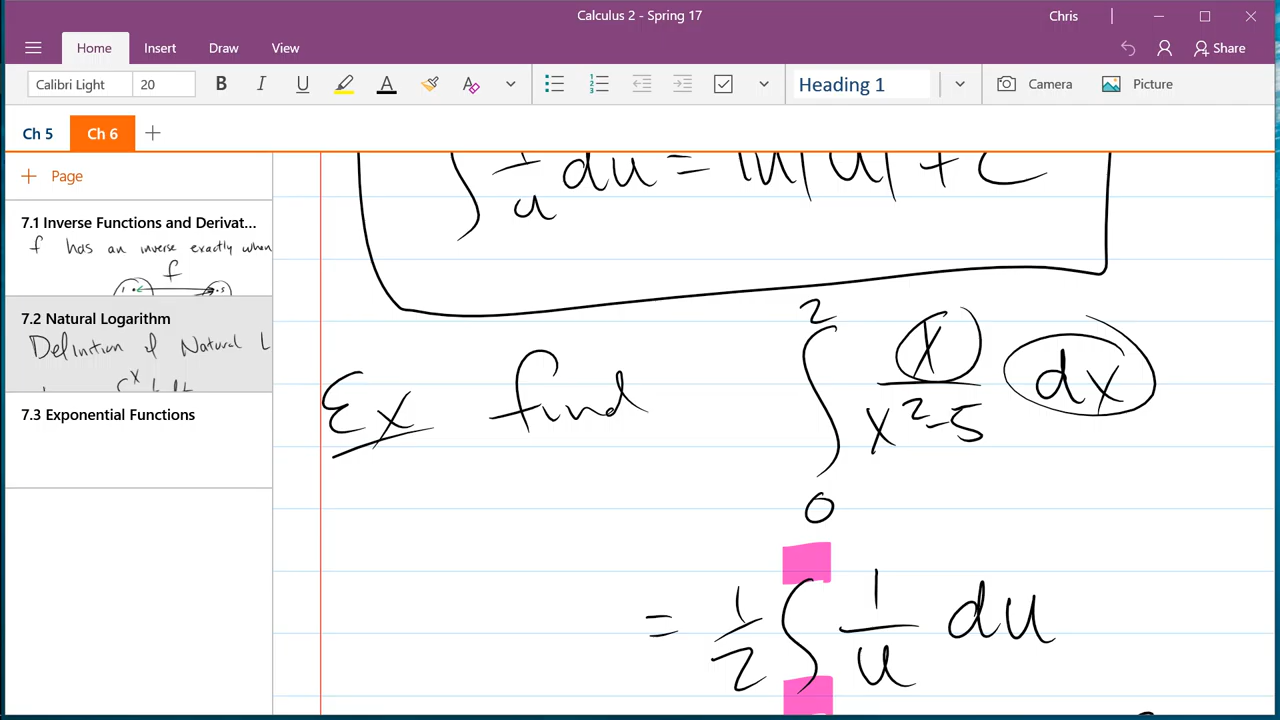 Calculus 2 - Spring 17
Chris
Home Insert Draw View
Share
Calibri Light 20 B I U A Heading 1 Camera Picture
Ch 5 Ch 6
Page
∫ 1/u du = ln|u| + C
7.1 Inverse Functions and Derivat...
f has an inverse exactly when
f
7.2 Natural Logarithm
Definition of Natural L
7.3 Exponential Functions
Ex find ∫₀² x/(x²-5) dx
= 1/2 ∫ 1/u du